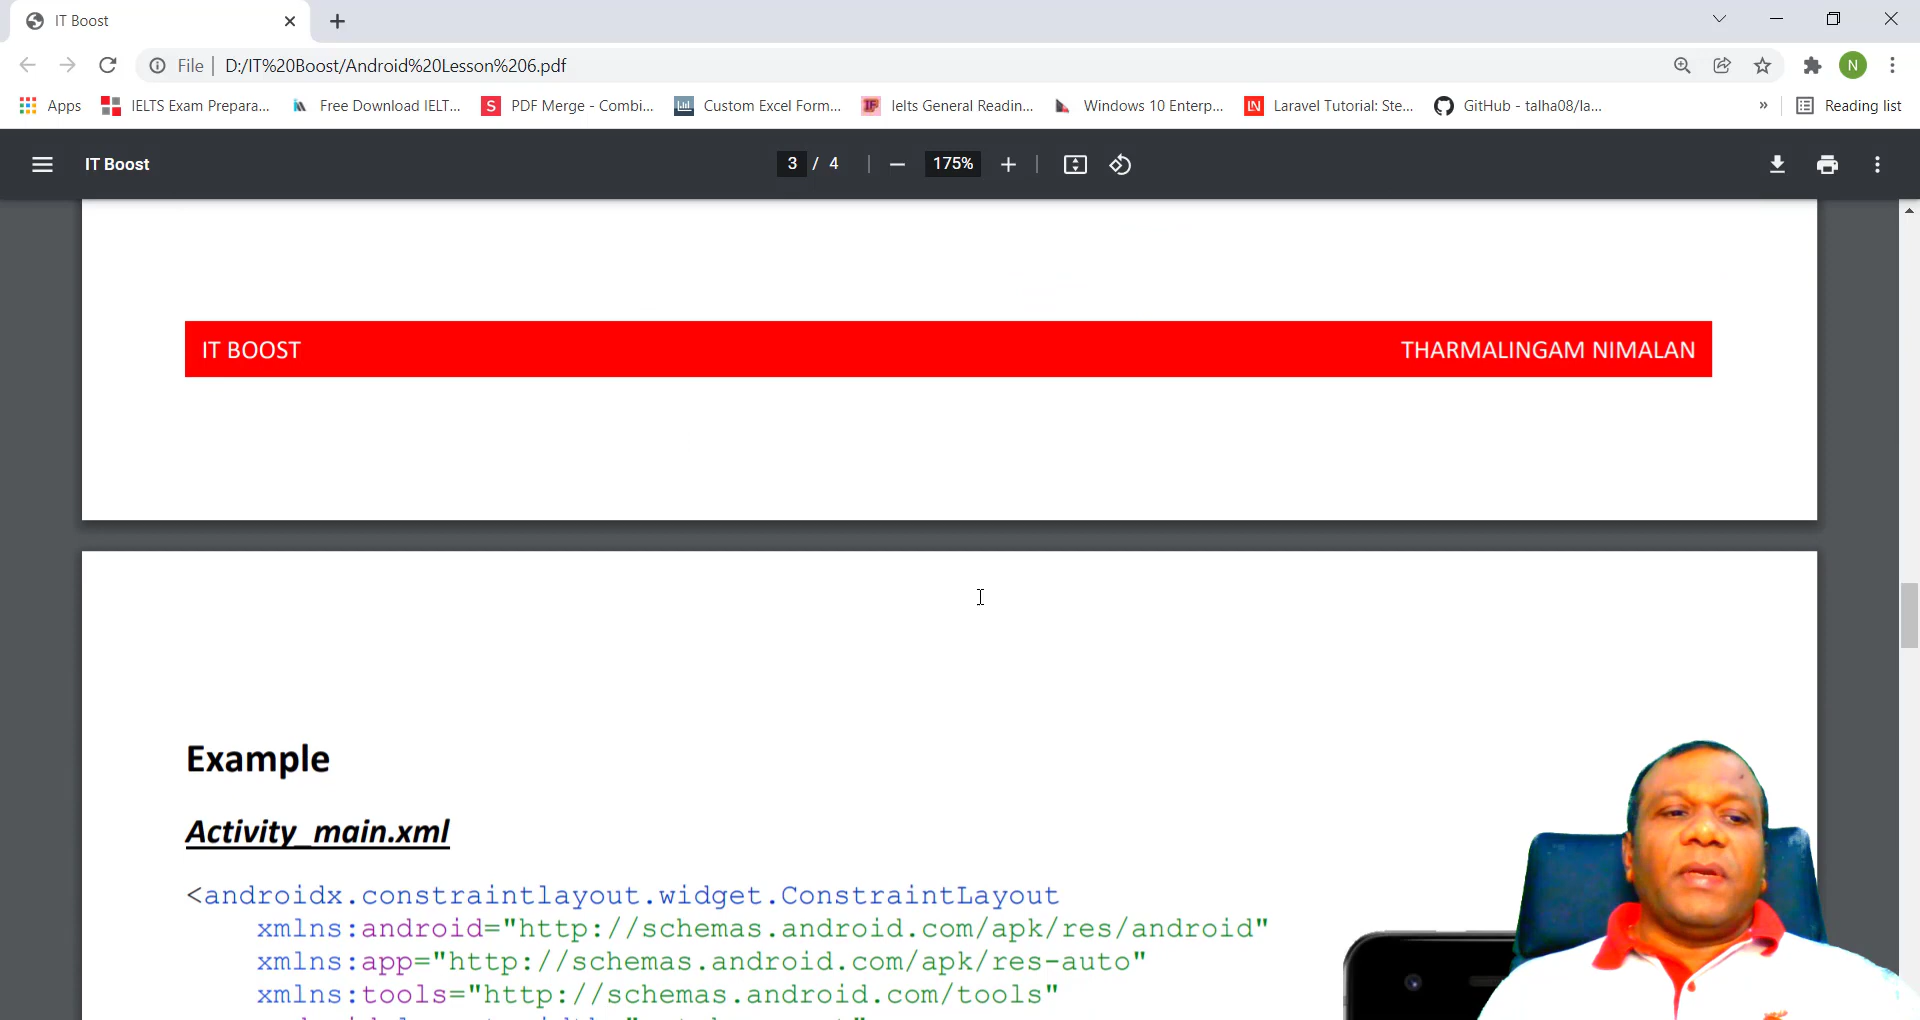 IT Boost
File
D:/IT%20Boost/Android%20Lesson%206.pdf
N
Apps
IELTS Exam Prepara...
Free Download IELT...
S PDF Merge - Combi...
Custom Excel Form...
IF Ielts General Readin...
Windows 10 Enterp...
LN Laravel Tutorial: Ste...
GitHub - talha08/la...
»
Reading list
IT Boost
3 / 4
175%
IT BOOST
THARMALINGAM NIMALAN
Example
Activity_main.xml
<androidx.constraintlayout.widget.ConstraintLayout
xmlns:android="http://schemas.android.com/apk/res/android"
xmlns:app="http://schemas.android.com/apk/res-auto"
xmlns:tools="http://schemas.android.com/tools"